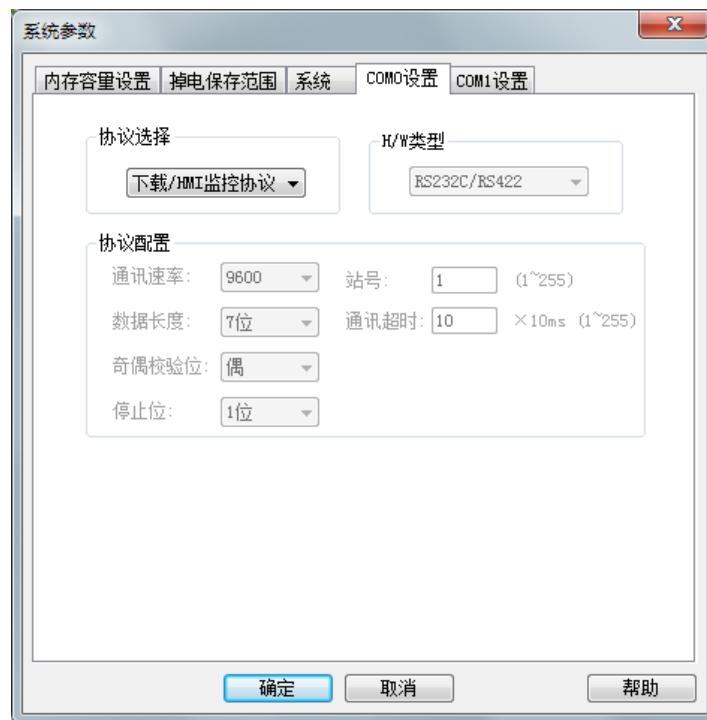 系统参数
内存容量设置 掉电保存范围 系统 COM0设置 COM1设置
协议选择 H/W类型
下载/HMI监控协议 RS232C/RS422
协议配置
通讯速率: 9600 站号: 1 (1~255)
数据长度: 7位 通讯超时: 10 ×10ms (1~255)
奇偶校验位: 偶
停止位: 1位
确定 取消 帮助